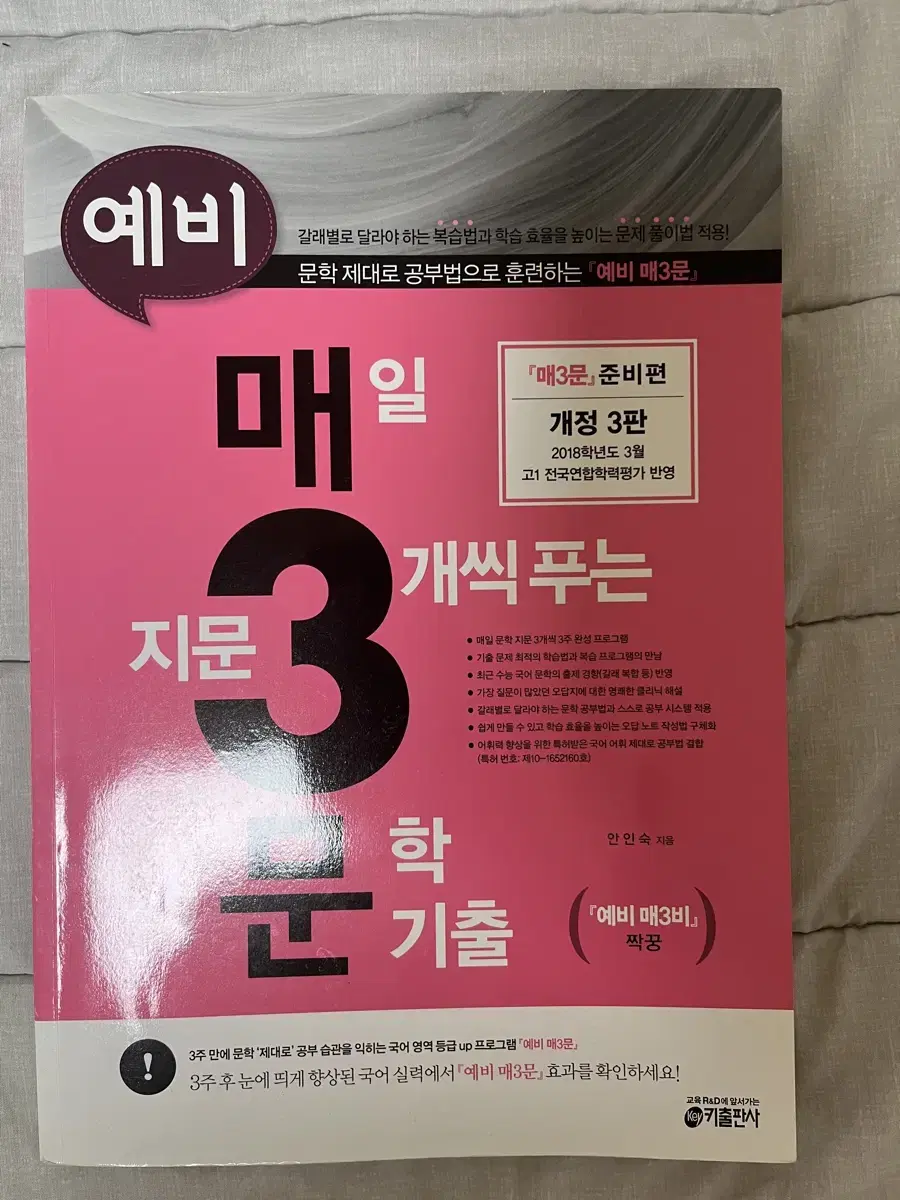 예비
갈래별로 달라야 하는 복습법과 학습 효율을 높이는 문제 풀이법 적용!
문학 제대로 공부법으로 훈련하는 『예비 매3문』
매일
『매3문』 준비편
개정 3판
2018학년도 3월
고1 전국연합학력평가 반영
지문 3개씩 푸는
• 매일 문학 지문 3개씩 3주 완성 프로그램
• 기출 문제 최적의 학습법과 복습 프로그램의 만남
• 최근 수능 국어 문학의 출제 경향(갈래 복합 등) 반영
• 가장 질문이 많았던 오답지에 대한 명쾌한 클리닉 해설
• 갈래별로 달라야 하는 문학 공부법과 스스로 공부 시스템 적용
• 쉽게 만들 수 있고 학습 효율을 높이는 오답 노트 작성법 구체화
• 어휘력 향상을 위한 특허받은 국어 어휘 제대로 공부법 결합
(특허 번호: 제10-1652160호)
안인숙 지음
문학
기출
『예비 매3비』
짝꿍
!
3주 만에 문학 '제대로' 공부 습관을 익히는 국어 영역 등급 up 프로그램 『예비 매3문』
3주 후 눈에 띄게 향상된 국어 실력에서 『예비 매3문』 효과를 확인하세요!
교육 R&D에 앞서가는
Key 키출판사